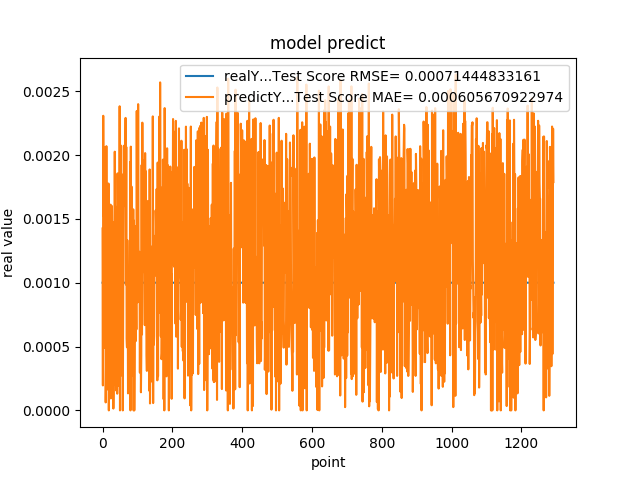 model predict
realY...Test Score RMSE= 0.00071444833161
predictY...Test Score MAE= 0.000605670922974
0.0025
0.0020
0.0015
0.0010
0.0005
0.0000
real value
0 200 400 600 800 1000 1200
point